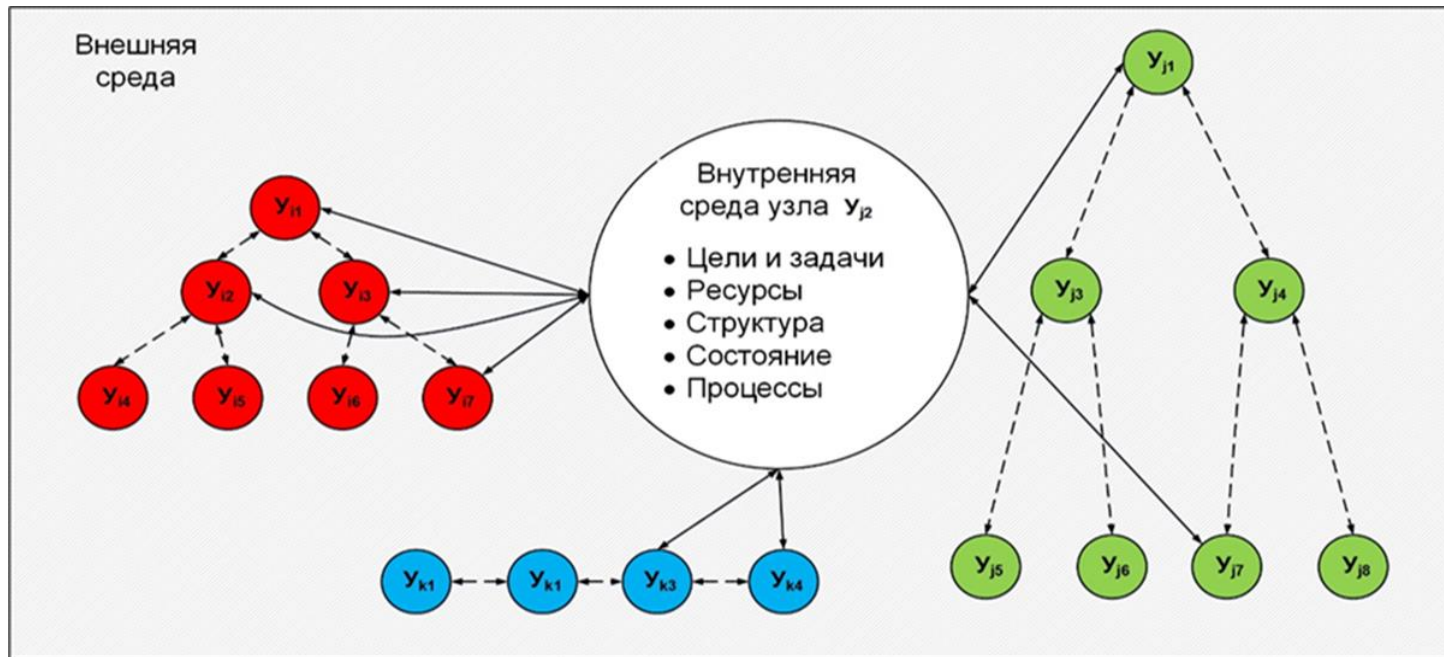 Внешняя
среда
Внутренняя
среда узла Уj2
• Цели и задачи
• Ресурсы
• Структура
• Состояние
• Процессы
Уi1
Уi2
Уi3
Уi4
Уi5
Уi6
Уi7
Уk1
Уk1
Уk3
Уk4
Уj1
Уj3
Уj4
Уj5
Уj6
Уj7
Уj8